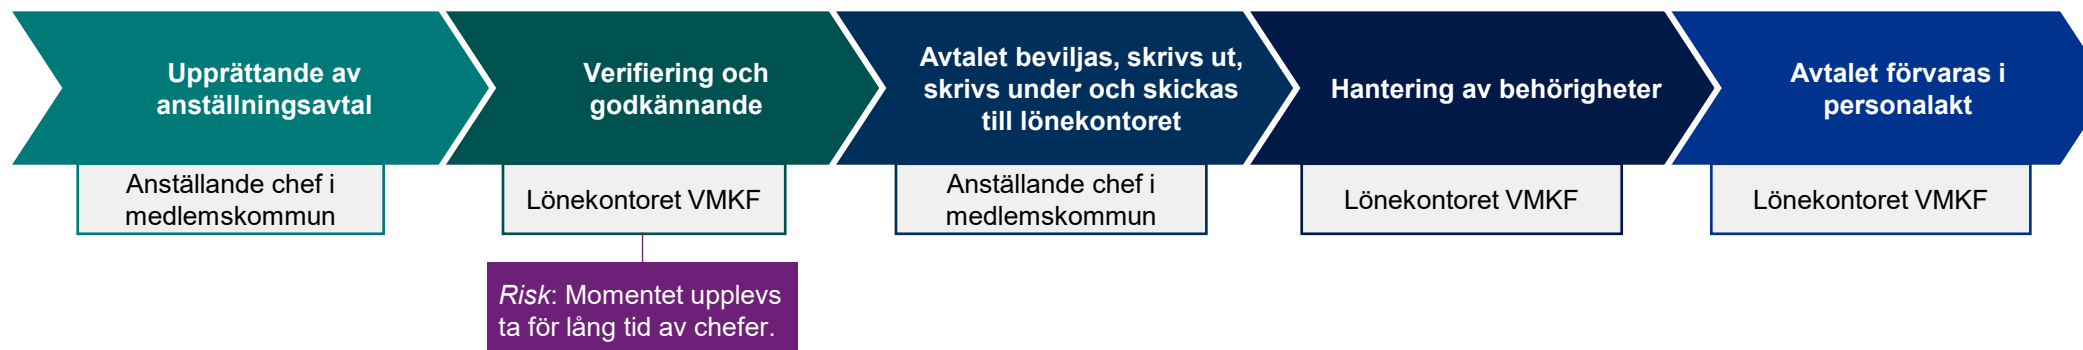 Upprättande av
anställningsavtal
Verifiering och
godkännande
Avtalet beviljas, skrivs ut,
skrivs under och skickas
till lönekontoret
Hantering av behörigheter
Avtalet förvaras i
personalakt
Anställande chef i
medlemskommun
Lönekontoret VMKF
Anställande chef i
medlemskommun
Lönekontoret VMKF
Lönekontoret VMKF
Risk: Momentet upplevs
ta för lång tid av chefer.